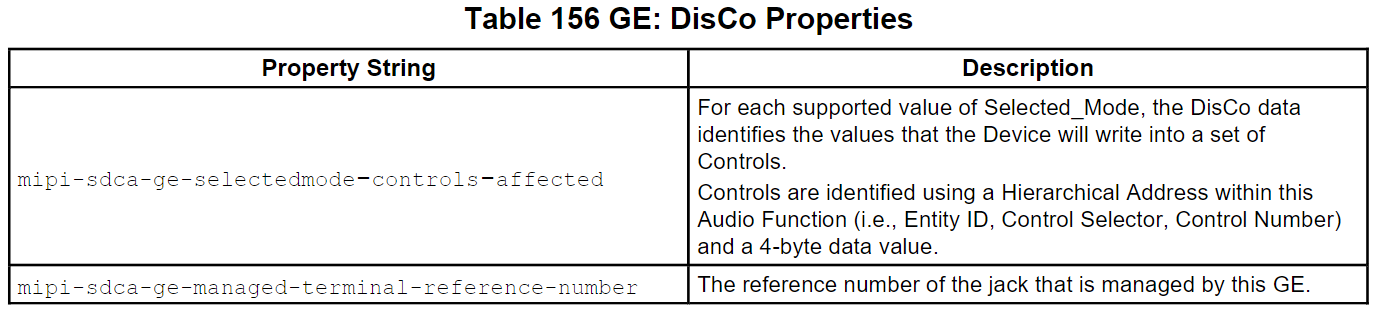 Table 156 GE: DisCo Properties
Property String
Description
mipi-sdca-ge-selectedmode-controls-affected
For each supported value of Selected_Mode, the DisCo data
identifies the values that the Device will write into a set of
Controls.
Controls are identified using a Hierarchical Address within this
Audio Function (i.e., Entity ID, Control Selector, Control Number)
and a 4-byte data value.
mipi-sdca-ge-managed-terminal-reference-number
The reference number of the jack that is managed by this GE.